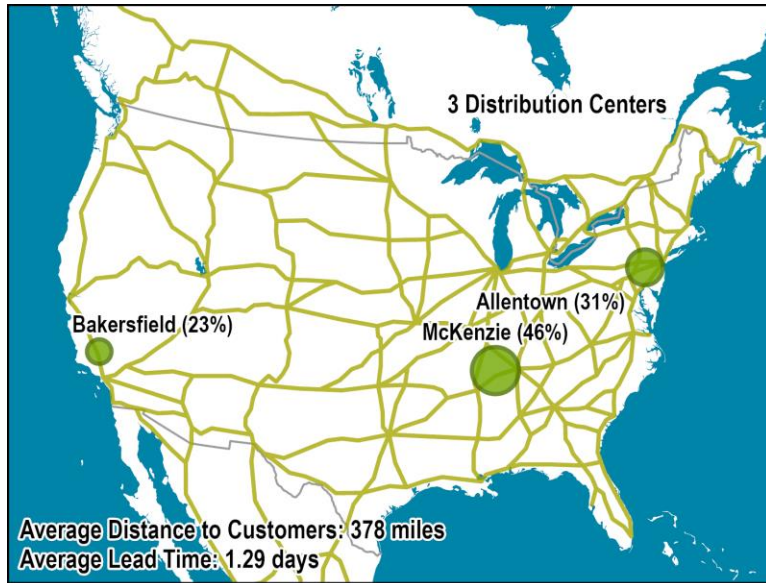 3 Distribution Centers
Allentown (31%)
Bakersfield (23%)
McKenzie (46%)
Average Distance to Customers: 378 miles
Average Lead Time: 1.29 days